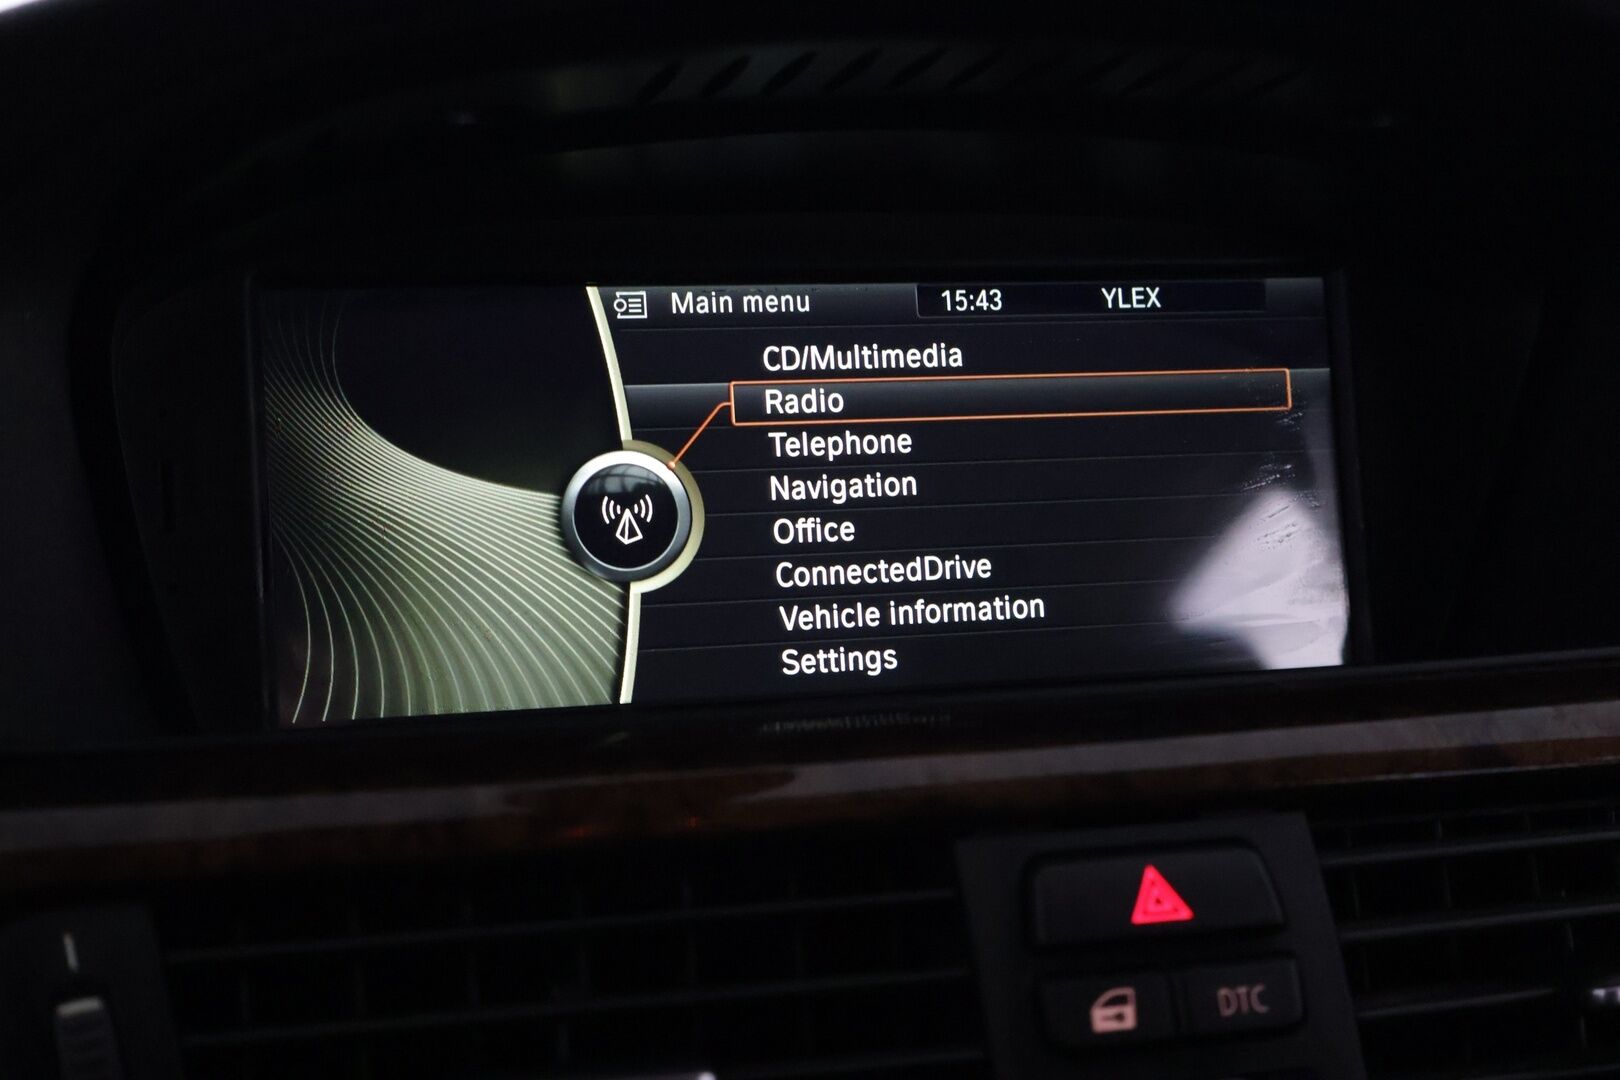 Main menu 15:43 YLEX
CD/Multimedia
Radio
Telephone
Navigation
Office
ConnectedDrive
Vehicle information
Settings
DTC